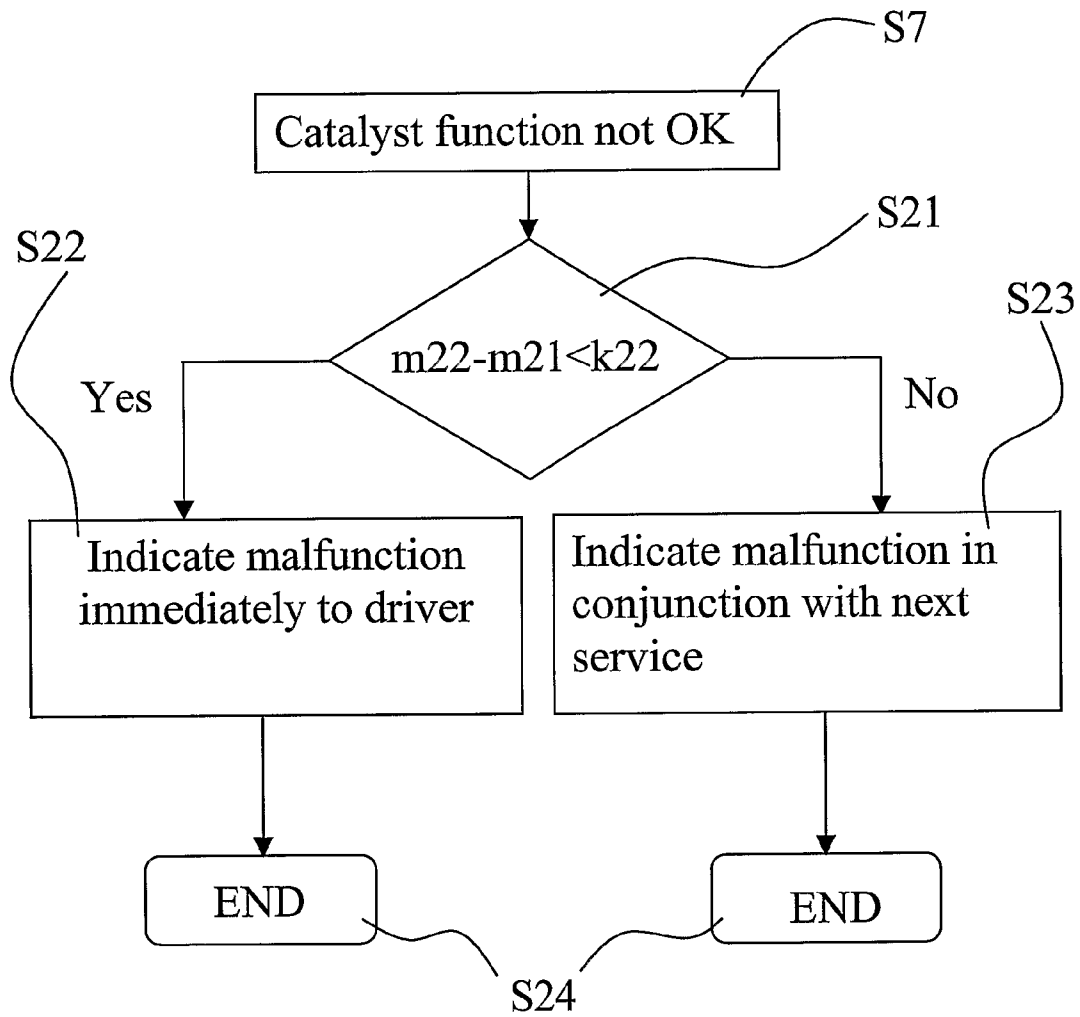 S7
Catalyst function not OK
S21
S22
S23
m22-m21<k22
Yes
No
Indicate malfunction
immediately to driver
Indicate malfunction in
conjunction with next
service
END
END
S24